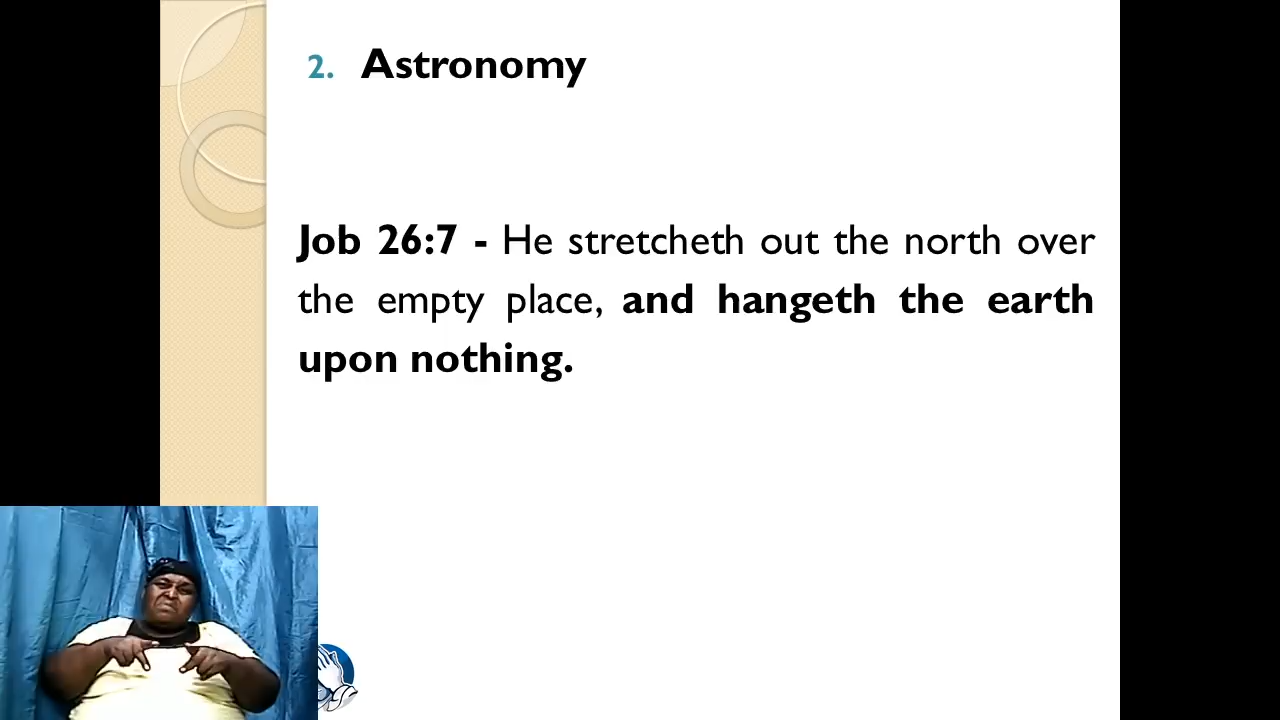 2. Astronomy
Job 26:7 - He stretcheth out the north over
the empty place, and hangeth the earth
upon nothing.